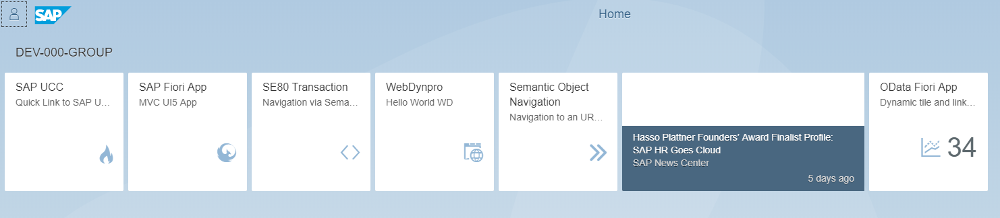 SAP
Home
DEV-000-GROUP
SAP UCC
Quick Link to SAP U...
SAP Fiori App
MVC UI5 App
SE80 Transaction
Navigation via Sema...
WebDynpro
Hello World WD
Semantic Object
Navigation
Navigation to an UR...
Hasso Plattner Founders' Award Finalist Profile:
SAP HR Goes Cloud
SAP News Center
5 days ago
OData Fiori App
Dynamic tile and link...
34